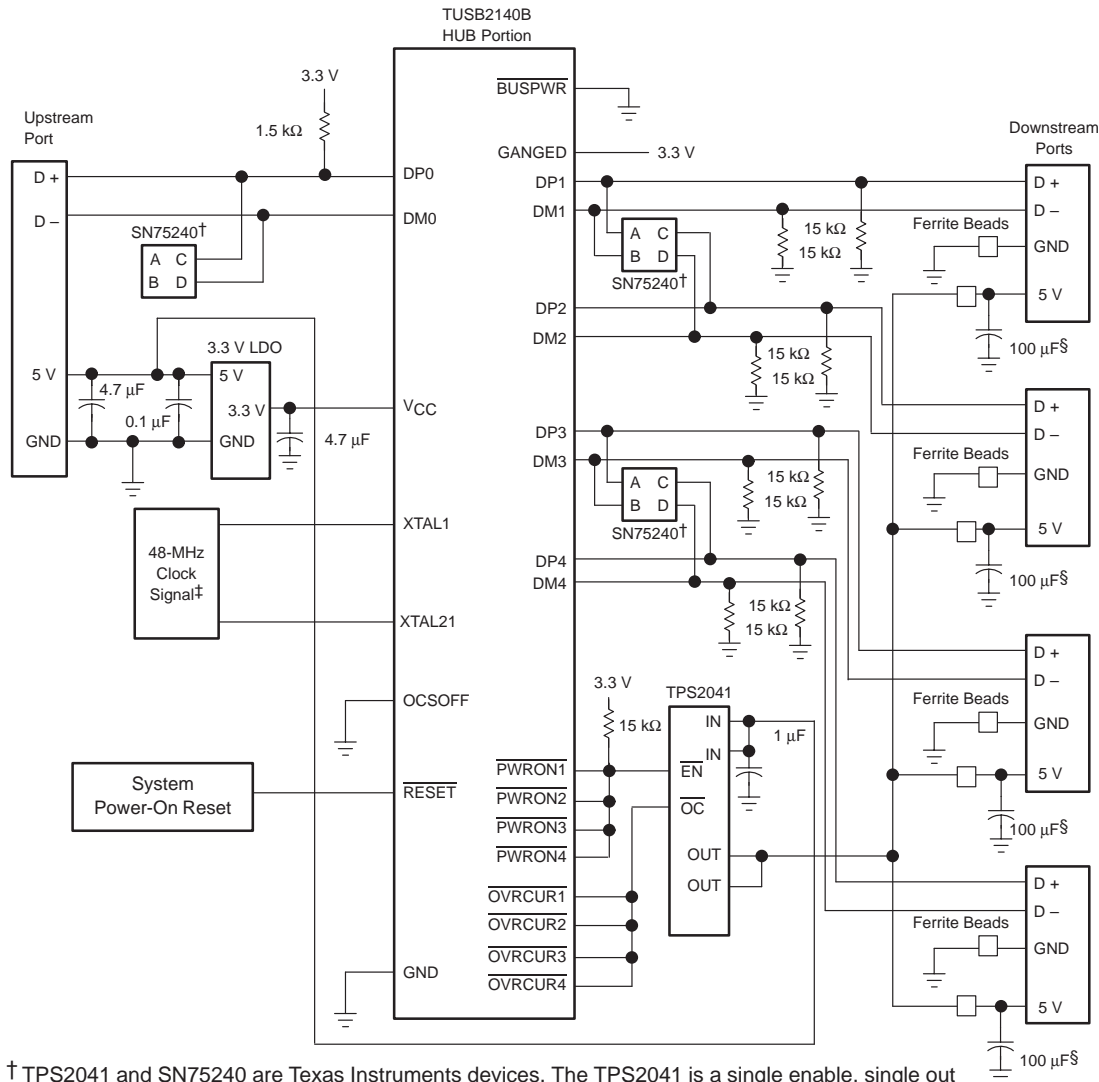 TUSB2140B
HUB Portion
3.3 V
BUSPWR
Upstream
Port
1.5 kΩ
Downstream
Ports
GANGED
3.3 V
D +
DP0
DP1
D +
D –
DM0
DM1
D –
SN75240†
A C
B D
A C
B D
SN75240†
15 kΩ
15 kΩ
Ferrite Beads
GND
5 V
DP2
DM2
15 kΩ
15 kΩ
100 µF§
3.3 V LDO
5 V
4.7 µF
5 V
0.1 µF
3.3 V
VCC
GND
GND
4.7 µF
D +
D –
DP3
DM3
15 kΩ
15 kΩ
Ferrite Beads
GND
A C
B D
SN75240†
5 V
XTAL1
48-MHz
Clock
Signal‡
XTAL21
DP4
DM4
15 kΩ
15 kΩ
100 µF§
D +
D –
OCSOFF
3.3 V
15 kΩ
TPS2041
IN
IN
1 µF
Ferrite Beads
GND
System
Power-On Reset
RESET
PWRON1
PWRON2
PWRON3
PWRON4
EN
OC
5 V
100 µF§
OUT
OUT
OVRCUR1
OVRCUR2
OVRCUR3
OVRCUR4
GND
D +
D –
Ferrite Beads
GND
5 V
100 µF§
† TPS2041 and SN75240 are Texas Instruments devices. The TPS2041 is a single enable, single out